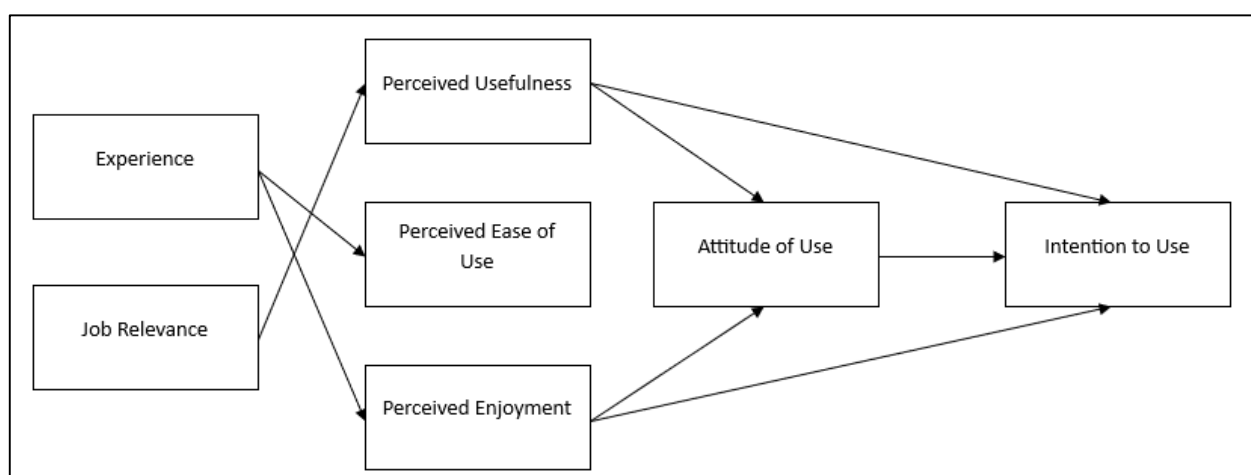 Experience
Job Relevance
Perceived Usefulness
Perceived Ease of
Use
Perceived Enjoyment
Attitude of Use
Intention to Use